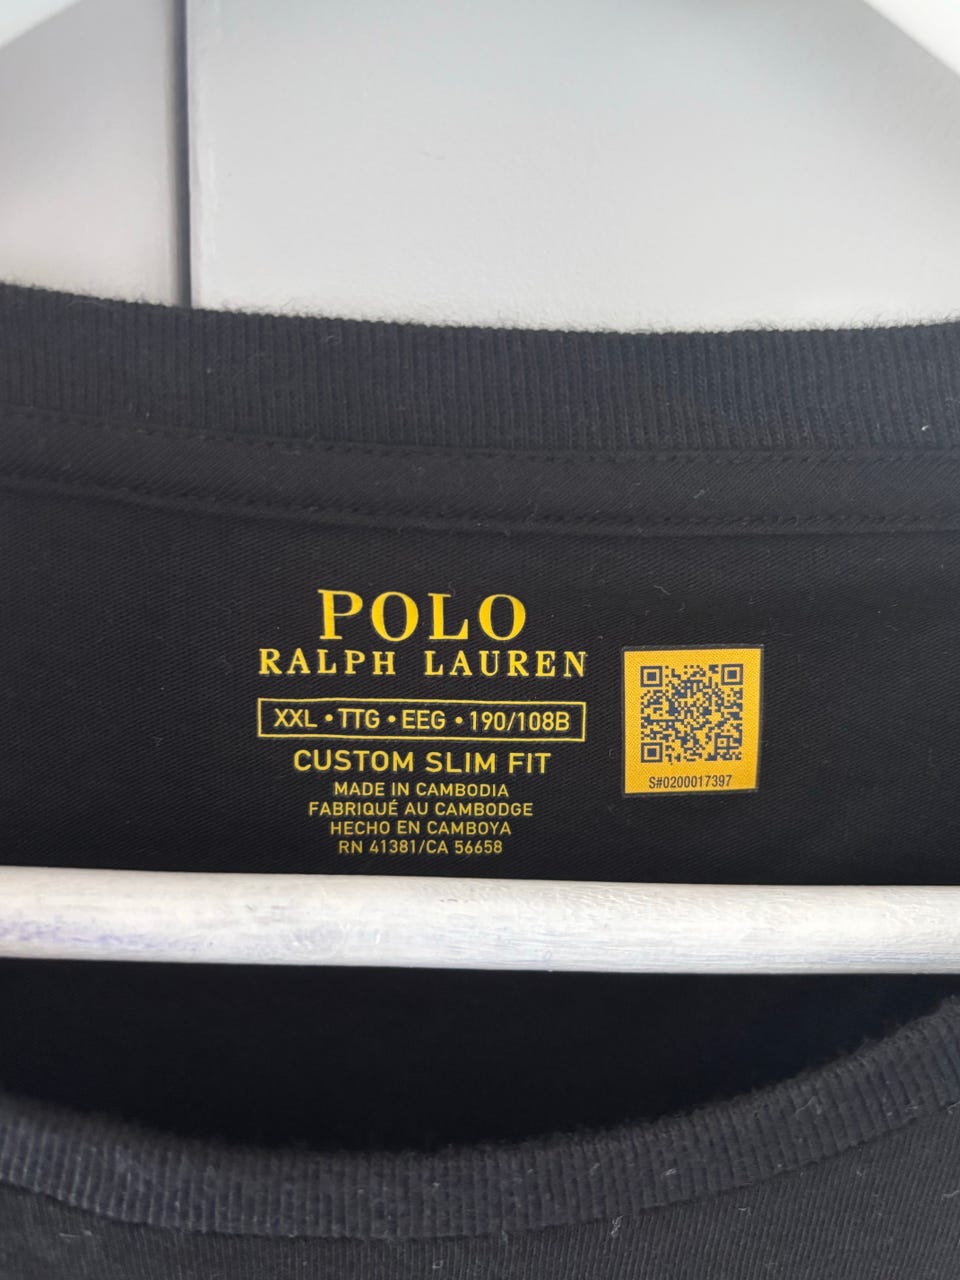 POLO
RALPH LAUREN
XXL • TTG • EEG • 190/108B
CUSTOM SLIM FIT
MADE IN CAMBODIA
FABRIQUÉ AU CAMBODGE
HECHO EN CAMBOYA
RN 41381/CA 56658
S#0200017397